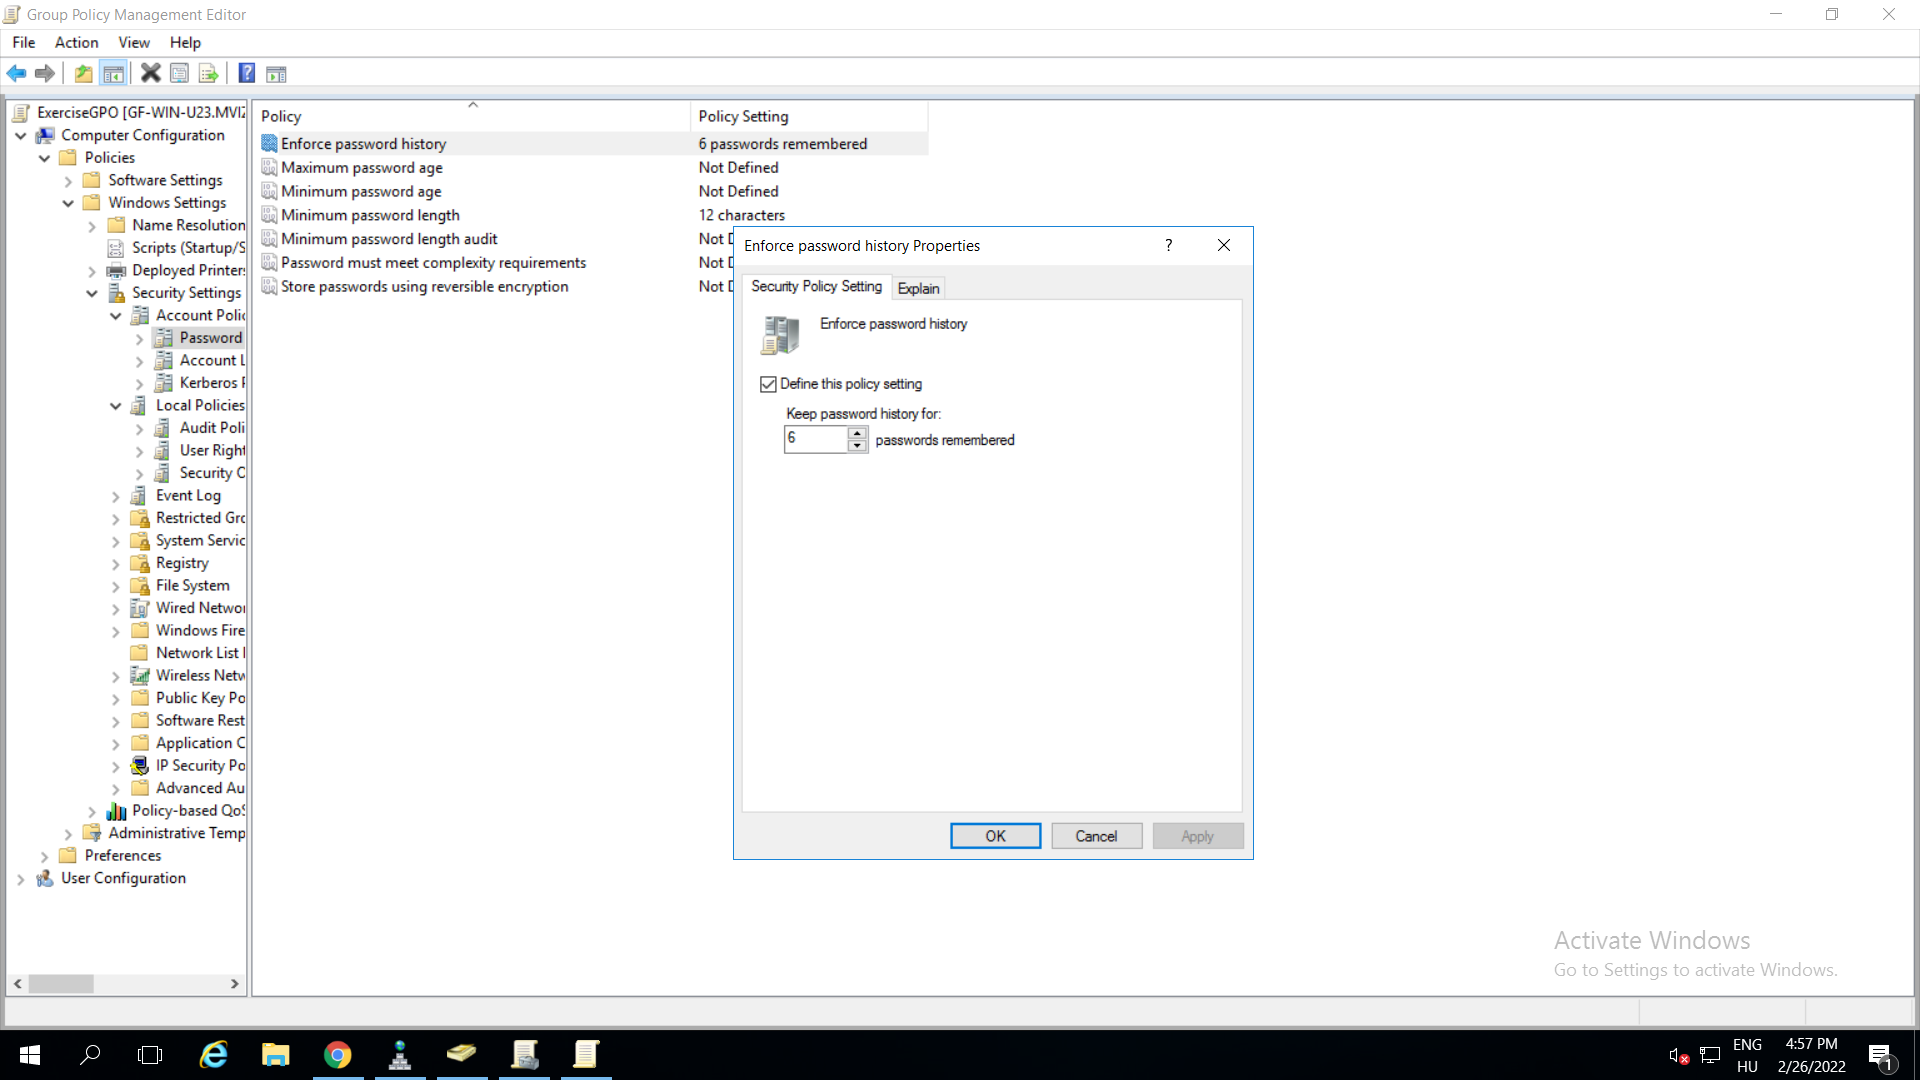 Group Policy Management Editor
File Action View Help
ExerciseGPO [GF-WIN-U23.MVIZ
Computer Configuration
Policies
Software Settings
Windows Settings
Name Resolution
Scripts (Startup/S
Deployed Printers
Security Settings
Account Polic
Password
Account L
Kerberos P
Local Policies
Audit Poli
User Right
Security O
Event Log
Restricted Gro
System Servic
Registry
File System
Wired Networ
Windows Fire
Network List
Wireless Netw
Public Key Po
Software Rest
Application C
IP Security Po
Advanced Au
Policy-based QoS
Administrative Temp
Preferences
User Configuration
Policy Policy Setting
Enforce password history 6 passwords remembered
Maximum password age Not Defined
Minimum password age Not Defined
Minimum password length 12 characters
Minimum password length audit Not D
Password must meet complexity requirements Not D
Store passwords using reversible encryption Not D
Enforce password history Properties
?
Security Policy Setting Explain
Enforce password history
Define this policy setting
Keep password history for:
6 passwords remembered
OK Cancel Apply
Activate Windows
Go to Settings to activate Windows.
ENG
HU
4:57 PM
2/26/2022
1